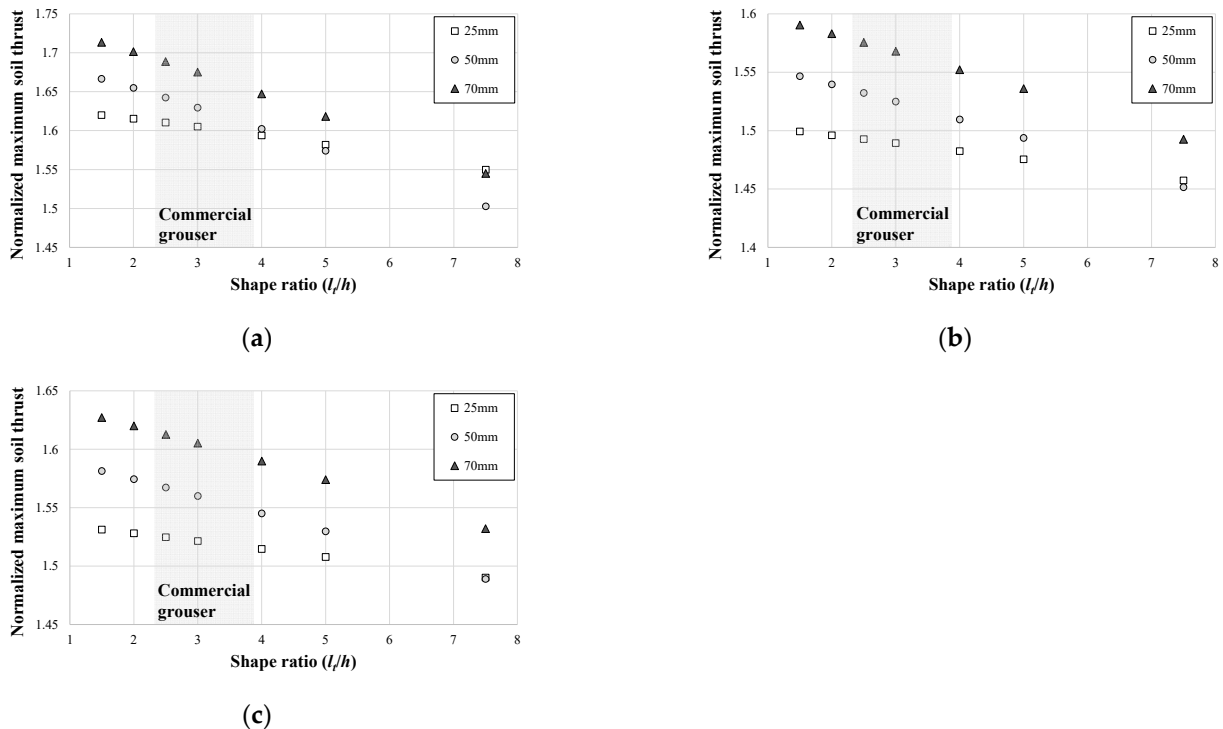 1.75
1.7
1.65
1.6
1.55
1.5
1.45
1
2
3
4
5
6
7
8
Normalized maximum soil thrust
Shape ratio (lt/h)
25mm
50mm
70mm
Commercial
grouser
(a)
1.6
1.55
1.5
1.45
1.4
1
2
3
4
5
6
7
8
Normalized maximum soil thrust
Shape ratio (lt/h)
25mm
50mm
70mm
Commercial
grouser
(b)
1.65
1.6
1.55
1.5
1.45
1
2
3
4
5
6
7
8
Normalized maximum soil thrust
Shape ratio (lt/h)
25mm
50mm
70mm
Commercial
grouser
(c)